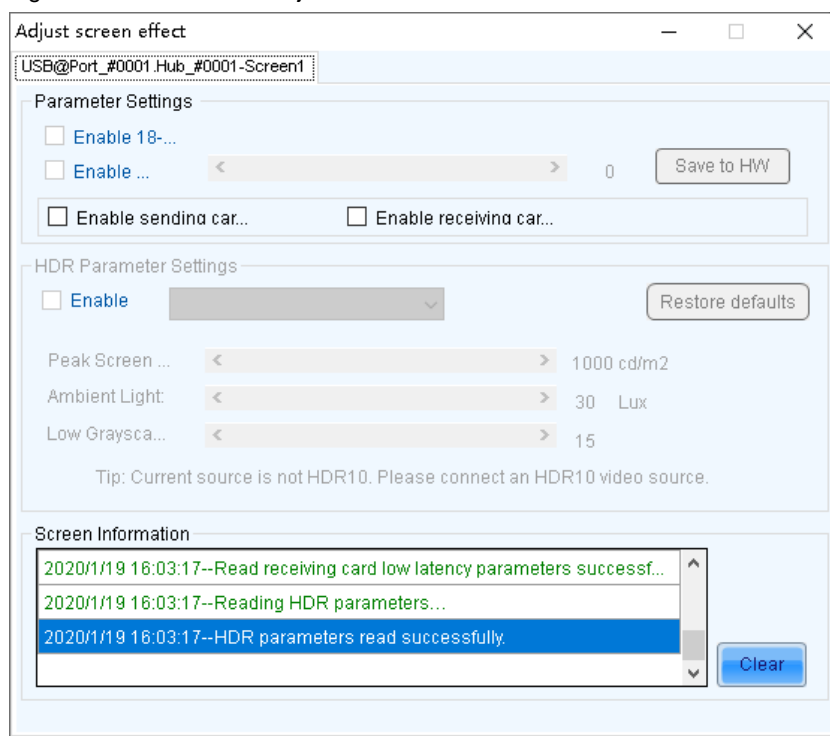 Adjust screen effect
USB@Port_#0001.Hub_#0001-Screen1
Parameter Settings
Enable 18-...
Enable ... 0 Save to HW
Enable sending car... Enable receiving car...
HDR Parameter Settings
Enable Restore defaults
Peak Screen ... 1000 cd/m2
Ambient Light: 30 Lux
Low Graysca... 15
Tip: Current source is not HDR10. Please connect an HDR10 video source.
Screen Information
2020/1/19 16:03:17--Read receiving card low latency parameters successf...
2020/1/19 16:03:17--Reading HDR parameters...
2020/1/19 16:03:17--HDR parameters read successfully.
Clear